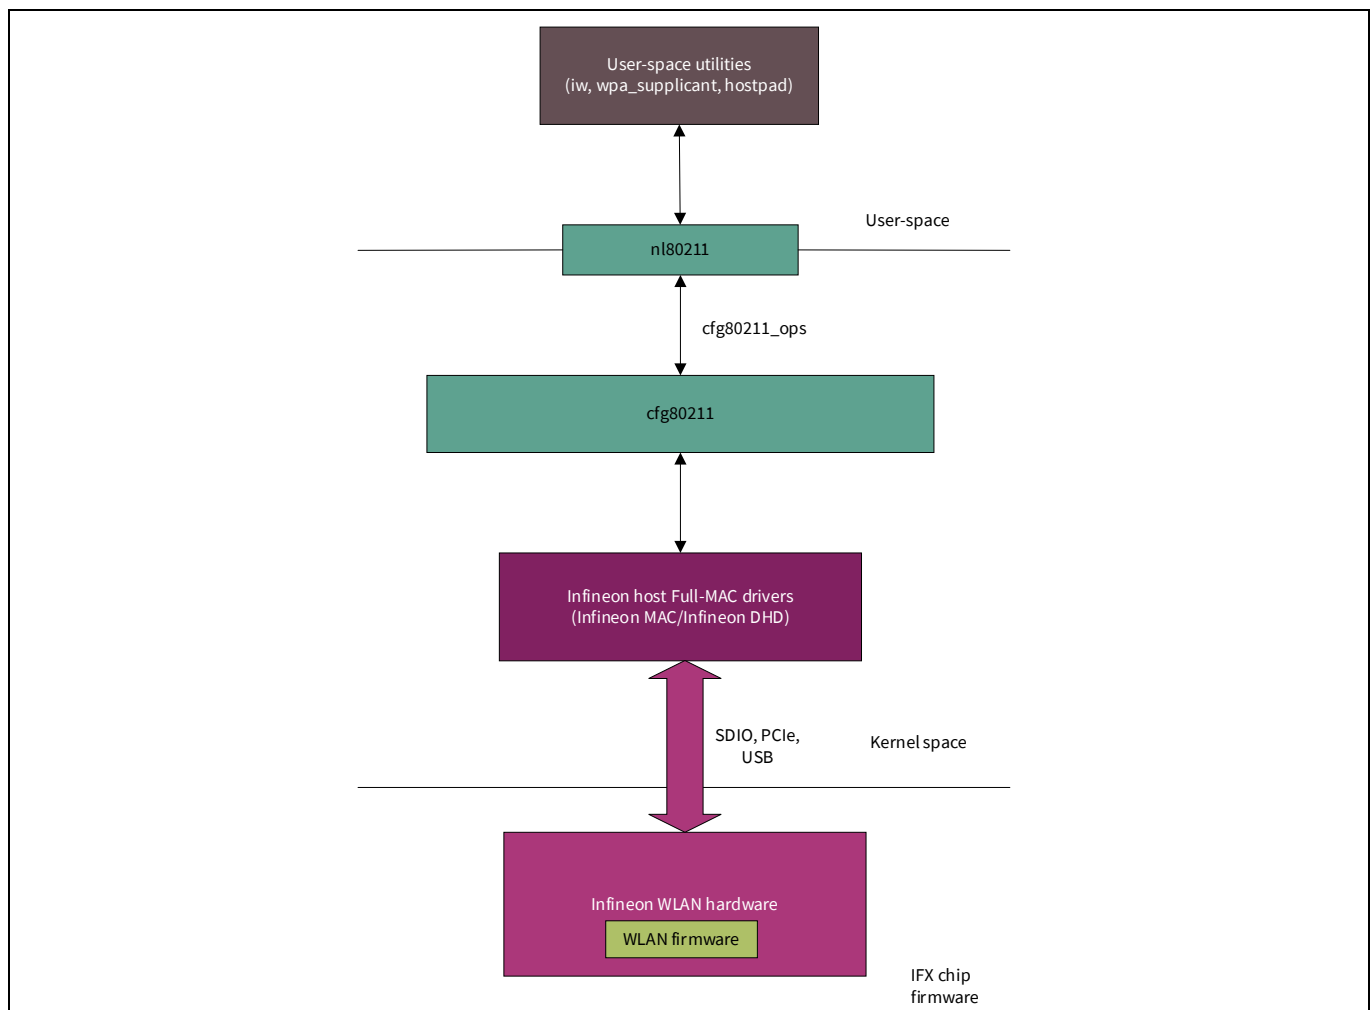 User-space utilities
(iw, wpa_supplicant, hostpad)
User-space
nl80211
cfg80211_ops
cfg80211
Infineon host Full-MAC drivers
(Infineon MAC/Infineon DHD)
SDIO, PCIe,
USB
Kernel space
Infineon WLAN hardware
WLAN firmware
IFX chip
firmware